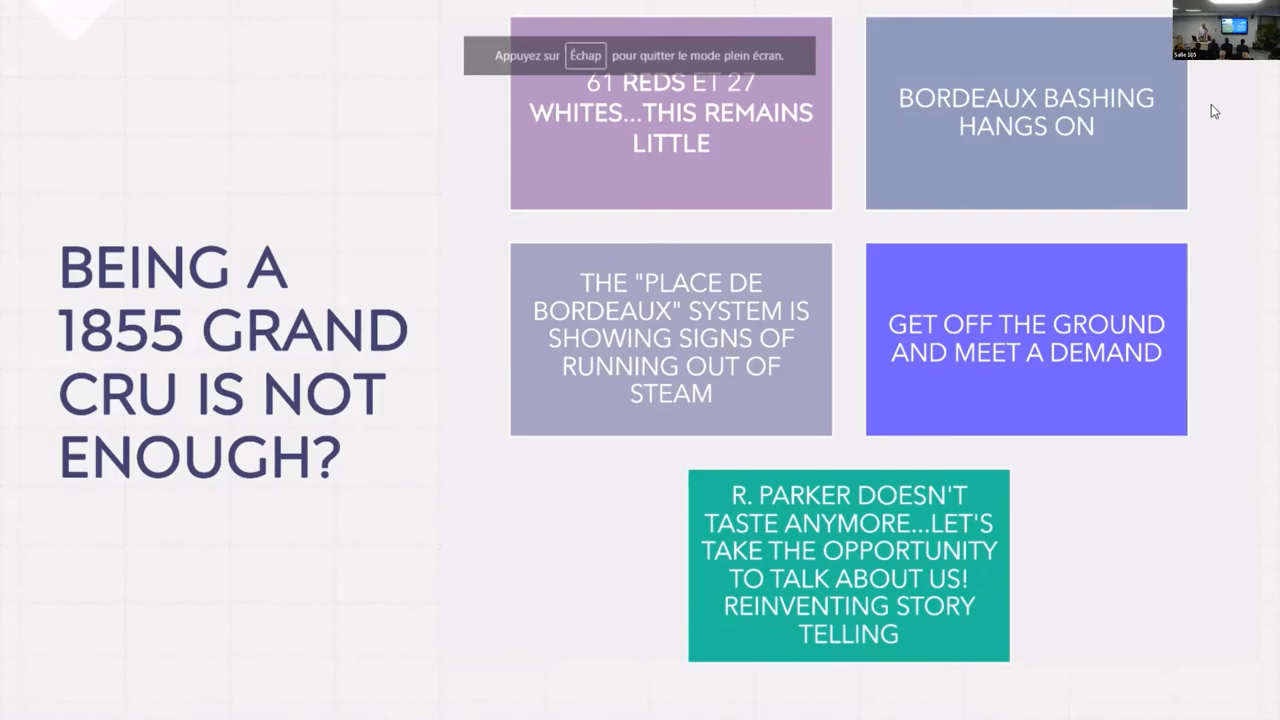 Appuyez sur Échap pour quitter le mode plein écran.
61 REDS ET 27
WHITES...THIS REMAINS
LITTLE
BORDEAUX BASHING
HANGS ON
Salle 105
BEING A
1855 GRAND
CRU IS NOT
ENOUGH?
THE "PLACE DE
BORDEAUX" SYSTEM IS
SHOWING SIGNS OF
RUNNING OUT OF
STEAM
GET OFF THE GROUND
AND MEET A DEMAND
R. PARKER DOESN'T
TASTE ANYMORE...LET'S
TAKE THE OPPORTUNITY
TO TALK ABOUT US!
REINVENTING STORY
TELLING